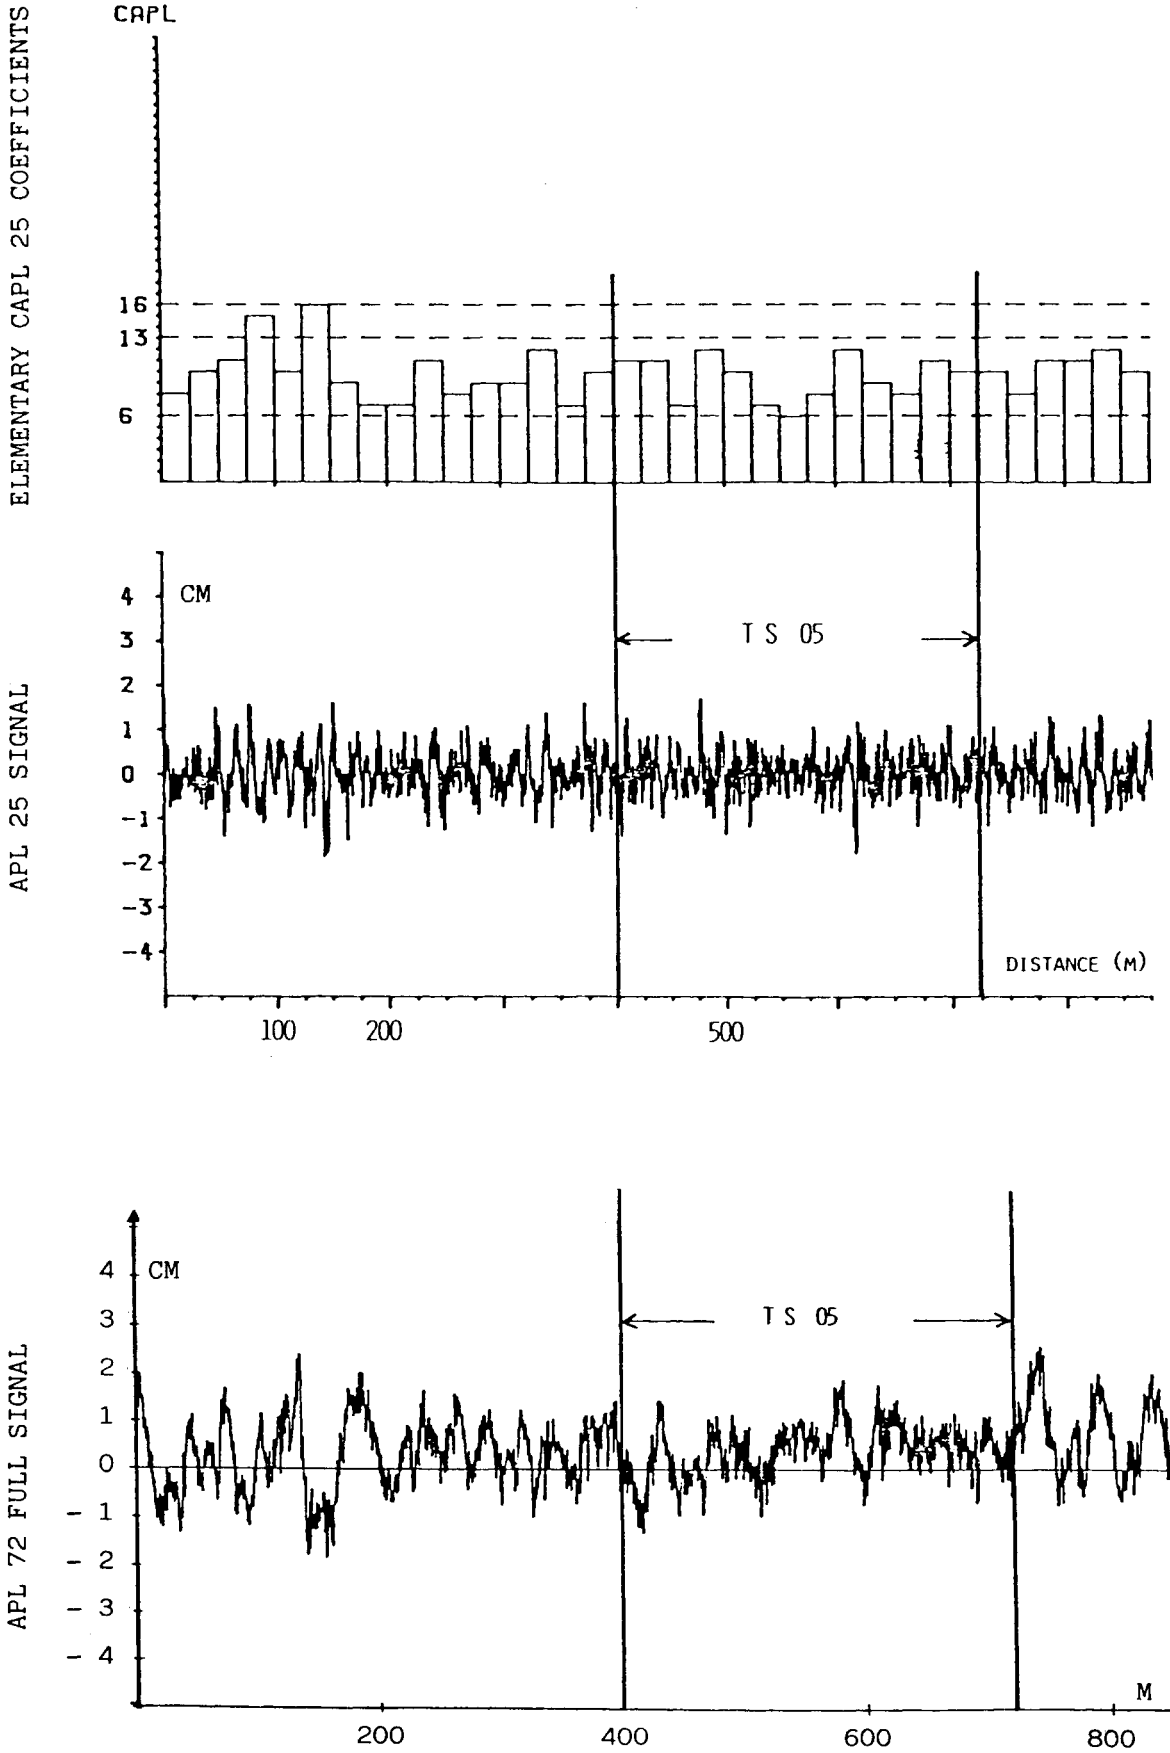 CAPL
ELEMENTARY CAPL 25 COEFFICIENTS
16
13
6
APL 25 SIGNAL
CM
4
3
2
1
0
-1
-2
-3
-4
T S 05
DISTANCE (M)
100 200 500
APL 72 FULL SIGNAL
CM
4
3
2
1
0
- 1
- 2
- 3
- 4
T S 05
M
200 400 600 800